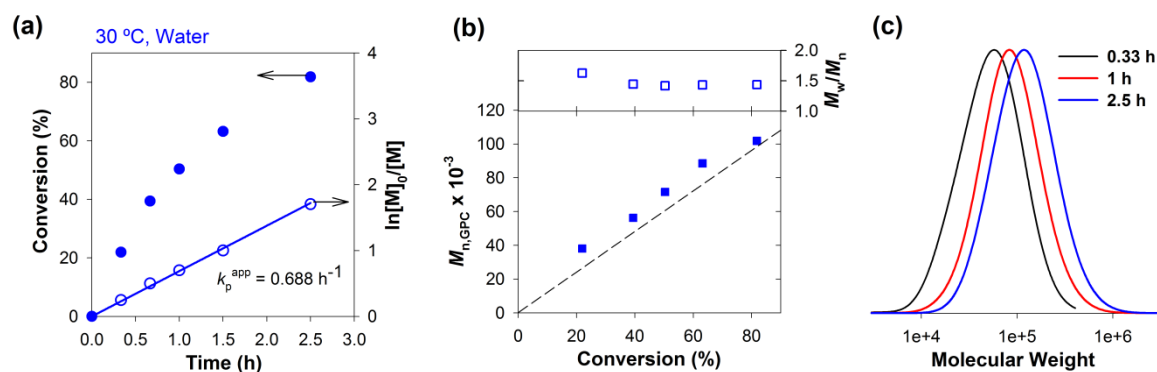 (a)
30 ºC, Water
Conversion (%)
80
60
40
20
0
4
3
2
1
0
ln[M]0/[M]
kp^app = 0.688 h^-1
0.0 0.5 1.0 1.5 2.0 2.5 3.0
Time (h)
(b)
2.0
1.5
1.0
Mw/Mn
120
100
80
60
40
20
0
Mn,GPC x 10^-3
0 20 40 60 80
Conversion (%)
(c)
0.33 h
1 h
2.5 h
1e+4 1e+5 1e+6
Molecular Weight